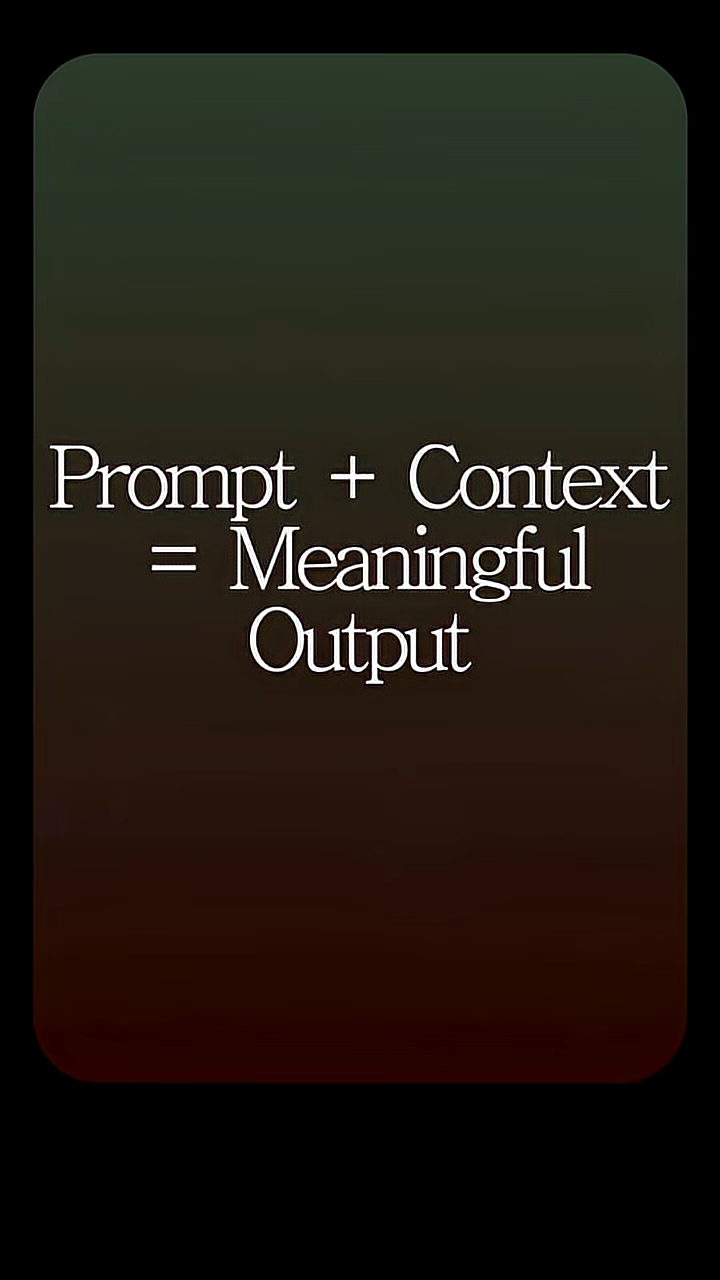 Prompt + Context
= Meaningful
Output